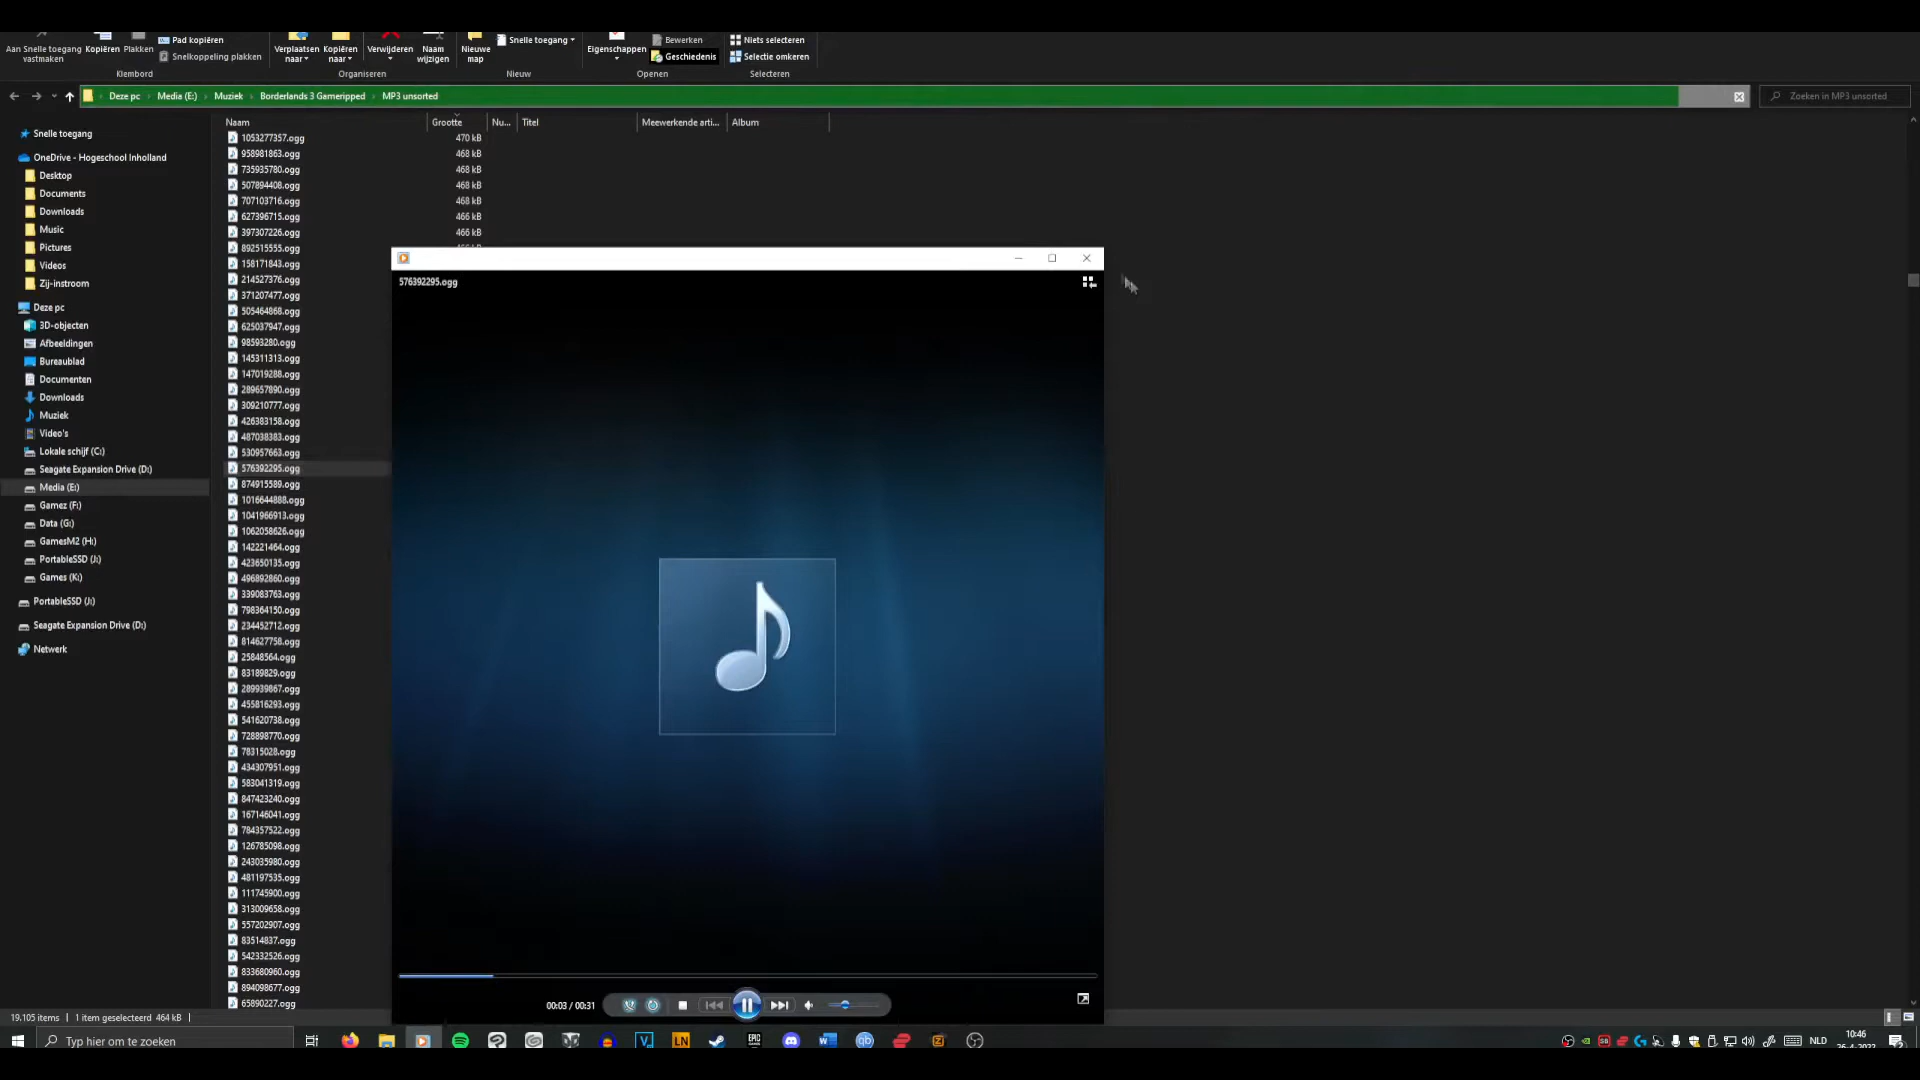 Aan Snelle toegang vastmaken
Kopiëren
Plakken
Pad kopiëren
Snelkoppeling plakken
Klembord
Verplaatsen naar
Kopiëren naar
Verwijderen
Naam wijzigen
Organiseren
Nieuwe map
Snelle toegang
Nieuw
Eigenschappen
Bewerken
Geschiedenis
Openen
Niets selecteren
Selectie omkeren
Selecteren
Deze pc > Media (E:) > Muziek > Borderlands 3 Gameripped > MP3 unsorted
Zoeken in MP3 unsorted
Naam Grootte Nu... Titel Meewerkende arti... Album
Snelle toegang
OneDrive - Hogeschool Inholland
Desktop
Documents
Downloads
Music
Pictures
Videos
Zij-instroom
Deze pc
3D-objecten
Afbeeldingen
Bureaublad
Documenten
Downloads
Muziek
Video's
Lokale schijf (C:)
Seagate Expansion Drive (D:)
Media (E:)
Gamez (F:)
Data (G:)
GamesM2 (H:)
PortableSSD (J:)
Games (K:)
PortableSSD (J:)
Seagate Expansion Drive (D:)
Netwerk
1053277357.ogg 470 kB
958981863.ogg 468 kB
735935780.ogg 468 kB
507894408.ogg 468 kB
707103716.ogg 468 kB
627396715.ogg 466 kB
397307226.ogg 466 kB
892515555.ogg
158171843.ogg
214527376.ogg
371207477.ogg
505464868.ogg
625037947.ogg
98593280.ogg
145311313.ogg
147019288.ogg
289657890.ogg
309210777.ogg
426383158.ogg
487038383.ogg
530957663.ogg
576392295.ogg
874915589.ogg
1016644888.ogg
1041966913.ogg
1062058626.ogg
142221464.ogg
423650135.ogg
496892860.ogg
339083763.ogg
798364150.ogg
234452712.ogg
814627758.ogg
25848564.ogg
83189829.ogg
289939867.ogg
455816293.ogg
541620738.ogg
728898770.ogg
78315028.ogg
434307951.ogg
583041319.ogg
847423240.ogg
167146041.ogg
784357522.ogg
126785098.ogg
243035980.ogg
481197535.ogg
111745900.ogg
313009658.ogg
557202907.ogg
83514837.ogg
542332526.ogg
833680960.ogg
894098677.ogg
65890227.ogg
576392295.ogg
00:03 / 00:31
19.105 items
1 item geselecteerd 464 kB
Typ hier om te zoeken
LN
EPIC
NLD
10:46